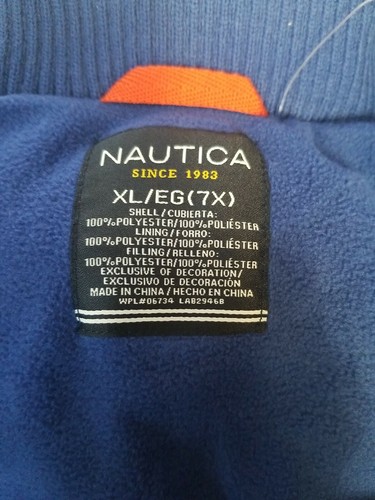 NAUTICA
SINCE 1983
XL/EG(7X)
SHELL/CUBIERTA:
100%POLYESTER/100%POLIÉSTER
LINING/FORRO:
100%POLYESTER/100%POLIÉSTER
FILLING/RELLENO:
100%POLYESTER/100%POLIÉSTER
EXCLUSIVE OF DECORATION/
EXCLUSIVO DE DECORACIÓN
MADE IN CHINA / HECHO EN CHINA
WPL#06734 LAB2946B